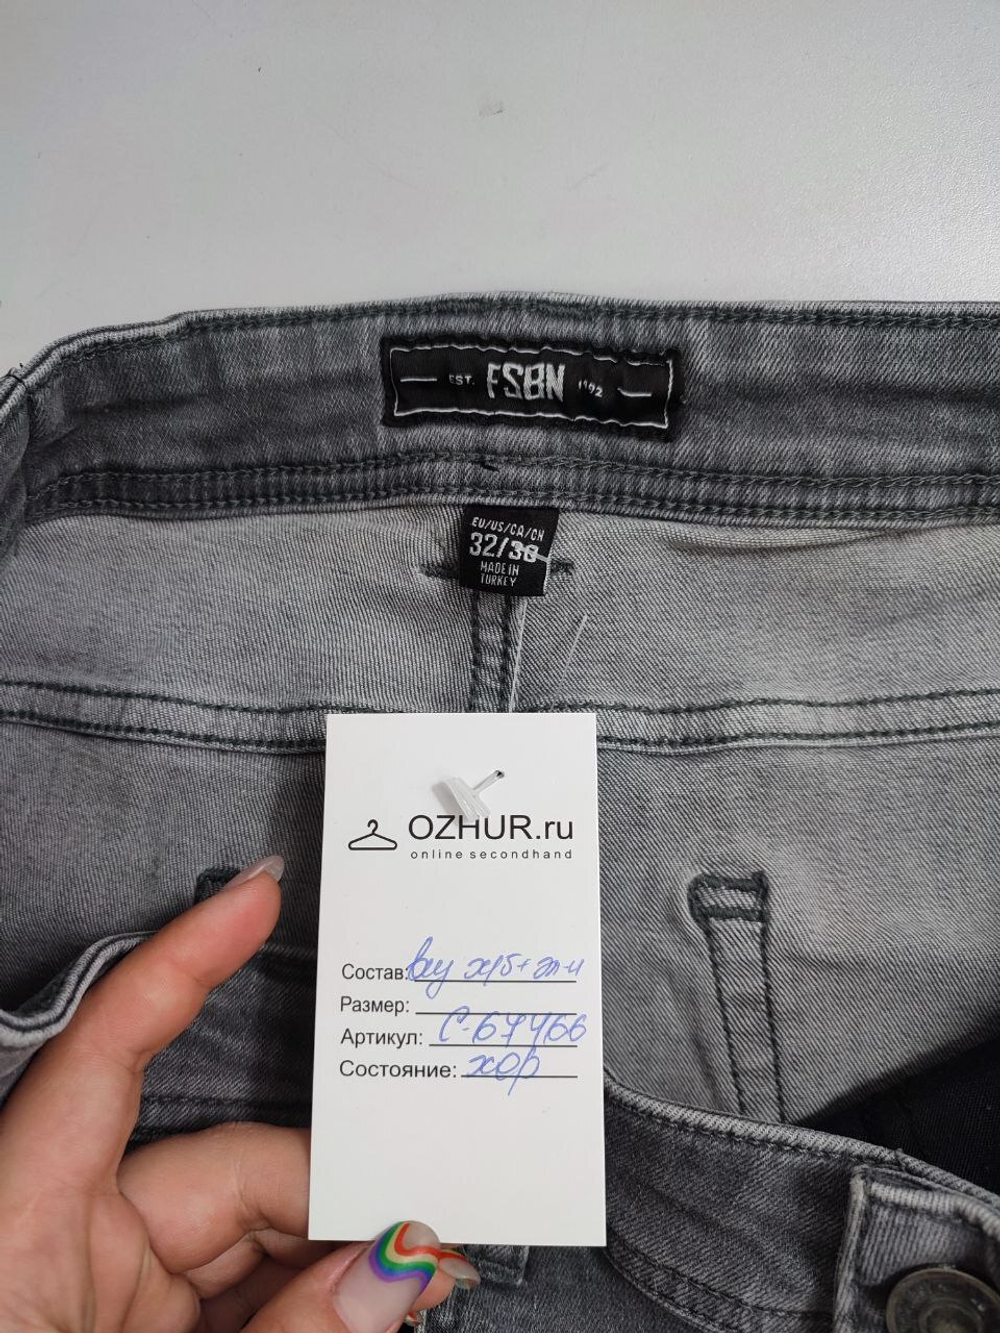 EST. FSBN 1992
EU/US/CA/CN
32/30
MADE IN
TURKEY
OZHUR.ru
online secondhand
Состав: х/б+эл-н
Размер:
Артикул: С-67466
Состояние: хор